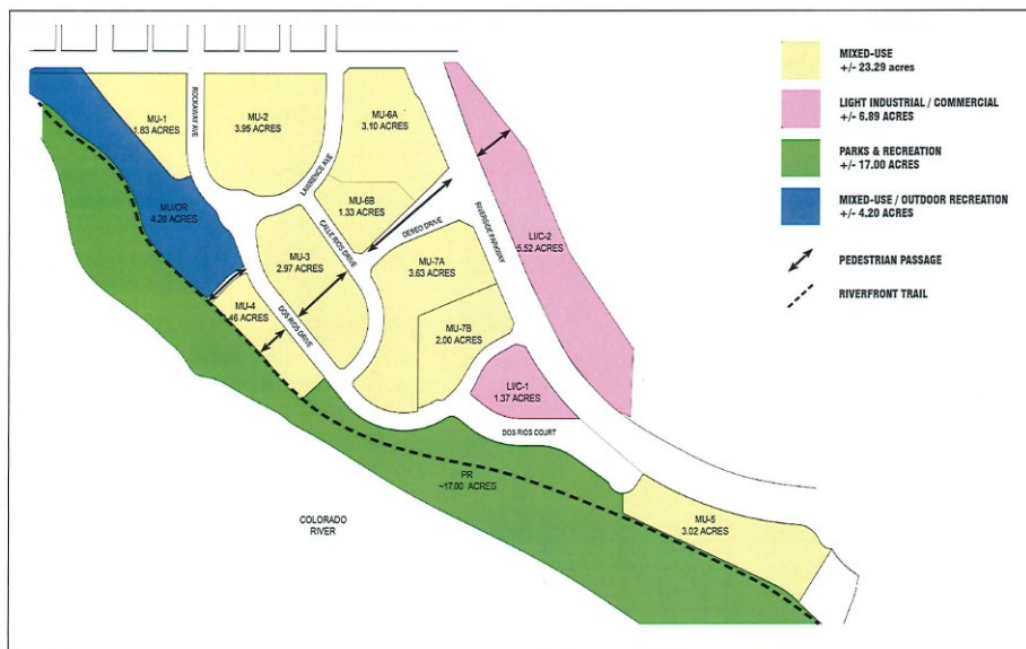 MIXED-USE
+/- 23.29 acres
LIGHT INDUSTRIAL / COMMERCIAL
+/- 6.89 ACRES
PARKS & RECREATION
+/- 17.00 ACRES
MIXED-USE / OUTDOOR RECREATION
+/- 4.20 ACRES
PEDESTRIAN PASSAGE
RIVERFRONT TRAIL
MU-1
1.83 ACRES
ROCKAWAY AVE
MU-2
3.95 ACRES
MU-6A
3.10 ACRES
LAWRENCE AVE
MU-6B
1.33 ACRES
MU/OR
4.20 ACRES
CALLE RIOS DRIVE
DEREO DRIVE
RIVERSIDE PARKWAY
LI/C-2
5.52 ACRES
MU-3
2.97 ACRES
MU-7A
3.63 ACRES
MU-4
.46 ACRES
DOS RIOS DRIVE
MU-7B
2.00 ACRES
LI/C-1
1.37 ACRES
DOS RIOS COURT
PR
~17.00 ACRES
COLORADO
RIVER
MU-5
3.02 ACRES